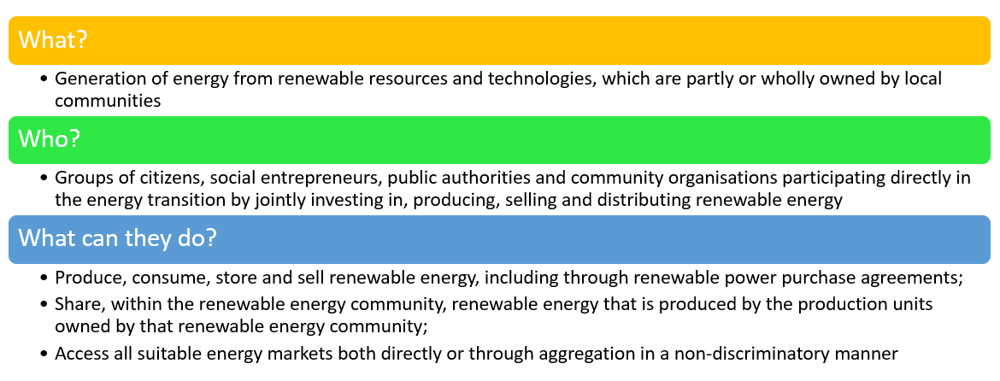 What?
• Generation of energy from renewable resources and technologies, which are partly or wholly owned by local
communities
Who?
• Groups of citizens, social entrepreneurs, public authorities and community organisations participating directly in
the energy transition by jointly investing in, producing, selling and distributing renewable energy
What can they do?
• Produce, consume, store and sell renewable energy, including through renewable power purchase agreements;
• Share, within the renewable energy community, renewable energy that is produced by the production units
owned by that renewable energy community;
• Access all suitable energy markets both directly or through aggregation in a non-discriminatory manner